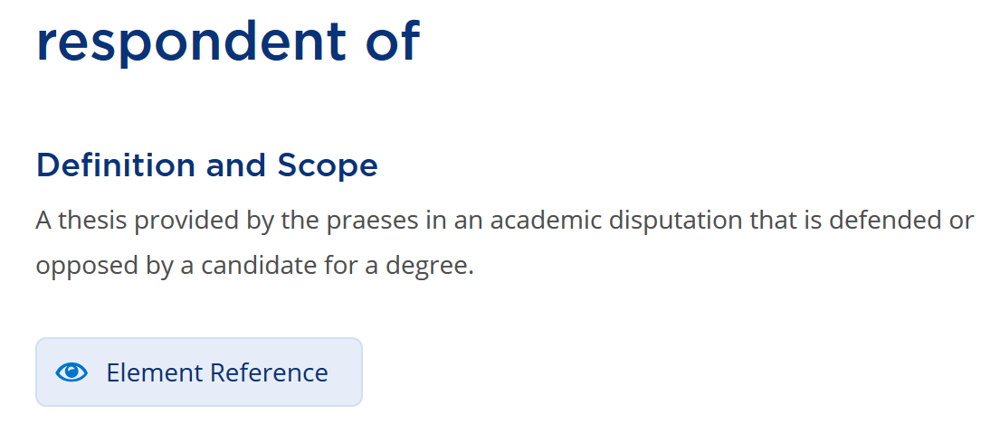 respondent of
Definition and Scope
A thesis provided by the praeses in an academic disputation that is defended or
opposed by a candidate for a degree.
Element Reference